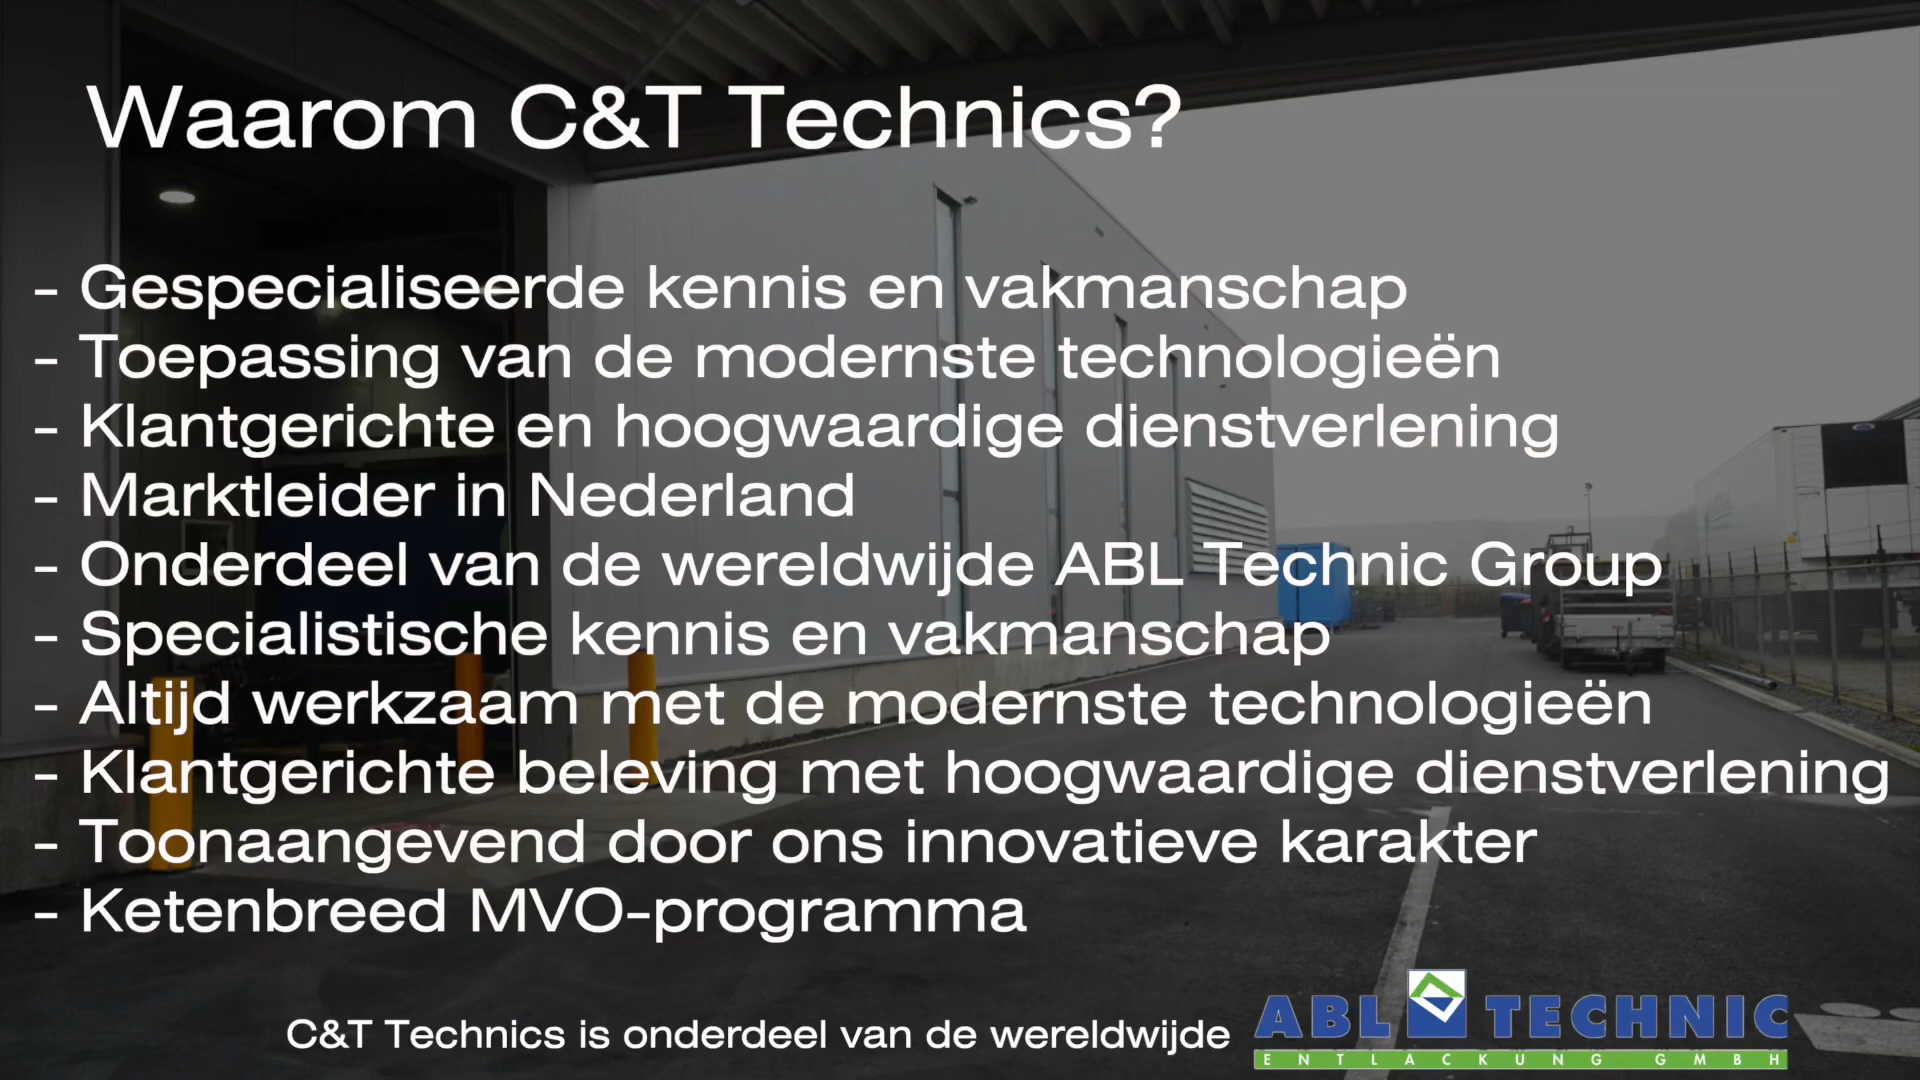 Waarom C&T Technics?
- Gespecialiseerde kennis en vakmanschap
- Toepassing van de modernste technologieën
- Klantgerichte en hoogwaardige dienstverlening
- Marktleider in Nederland
- Onderdeel van de wereldwijde ABL Technic Group
- Specialistische kennis en vakmanschap
- Altijd werkzaam met de modernste technologieën
- Klantgerichte beleving met hoogwaardige dienstverlening
- Toonaangevend door ons innovatieve karakter
- Ketenbreed MVO-programma
C&T Technics is onderdeel van de wereldwijde ABL TECHNIC
ENTLACKUNG GMBH